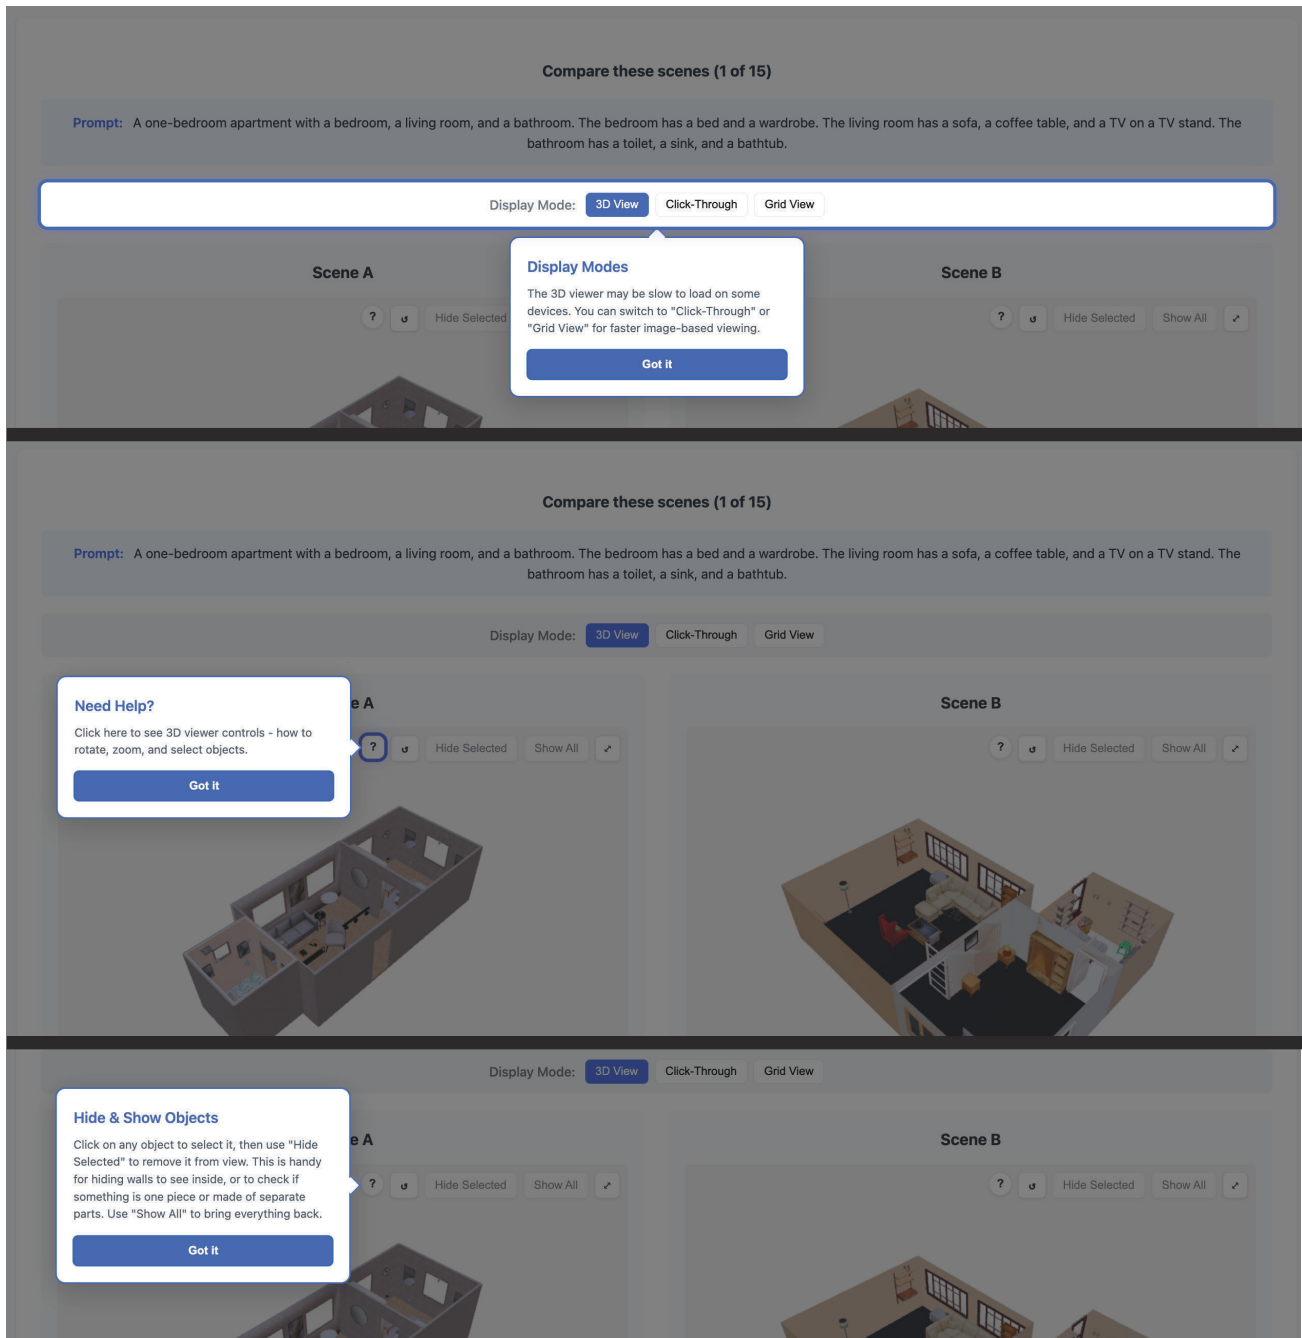 Compare these scenes (1 of 15)
Prompt: A one-bedroom apartment with a bedroom, a living room, and a bathroom. The bedroom has a bed and a wardrobe. The living room has a sofa, a coffee table, and a TV on a TV stand. The
bathroom has a toilet, a sink, and a bathtub.
Display Mode: 3D View Click-Through Grid View
Scene A
Scene B
? ↺ Hide Selected
? ↺ Hide Selected Show All ⤢
Display Modes
The 3D viewer may be slow to load on some
devices. You can switch to "Click-Through" or
"Grid View" for faster image-based viewing.
Got it
Compare these scenes (1 of 15)
Prompt: A one-bedroom apartment with a bedroom, a living room, and a bathroom. The bedroom has a bed and a wardrobe. The living room has a sofa, a coffee table, and a TV on a TV stand. The
bathroom has a toilet, a sink, and a bathtub.
Display Mode: 3D View Click-Through Grid View
e A
Scene B
Need Help?
Click here to see 3D viewer controls - how to
rotate, zoom, and select objects.
Got it
? ↺ Hide Selected Show All ⤢
? ↺ Hide Selected Show All ⤢
Display Mode: 3D View Click-Through Grid View
e A
Scene B
Hide & Show Objects
Click on any object to select it, then use "Hide
Selected" to remove it from view. This is handy
for hiding walls to see inside, or to check if
something is one piece or made of separate
parts. Use "Show All" to bring everything back.
Got it
? ↺ Hide Selected Show All ⤢
? ↺ Hide Selected Show All ⤢